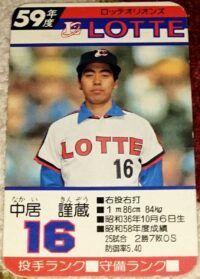 59年度
L LOTTE
ロッテオリオンズ
L
LOTTE
16
なかい きんぞう
中居 謹蔵
16
■右投右打
■1m86cm 84kg
■昭和36年10月6日生
■昭和58年度成績
25試合 2勝7敗0S
防御率5.40
投手ランク 守備ランク